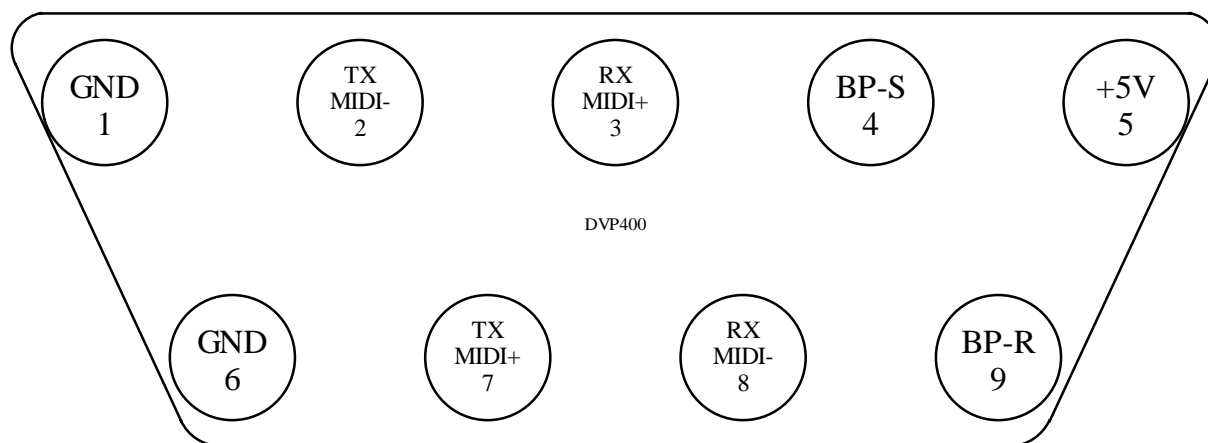 GND
1
TX
MIDI-
2
RX
MIDI+
3
BP-S
4
+5V
5
DVP400
GND
6
TX
MIDI+
7
RX
MIDI-
8
BP-R
9